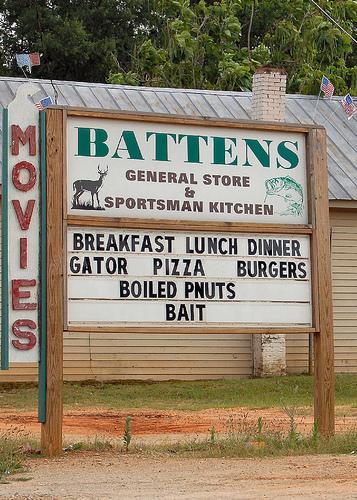 MOVIES
BATTENS
GENERAL STORE
&
SPORTSMAN KITCHEN
BREAKFAST LUNCH DINNER
GATOR PIZZA BURGERS
BOILED PNUTS
BAIT